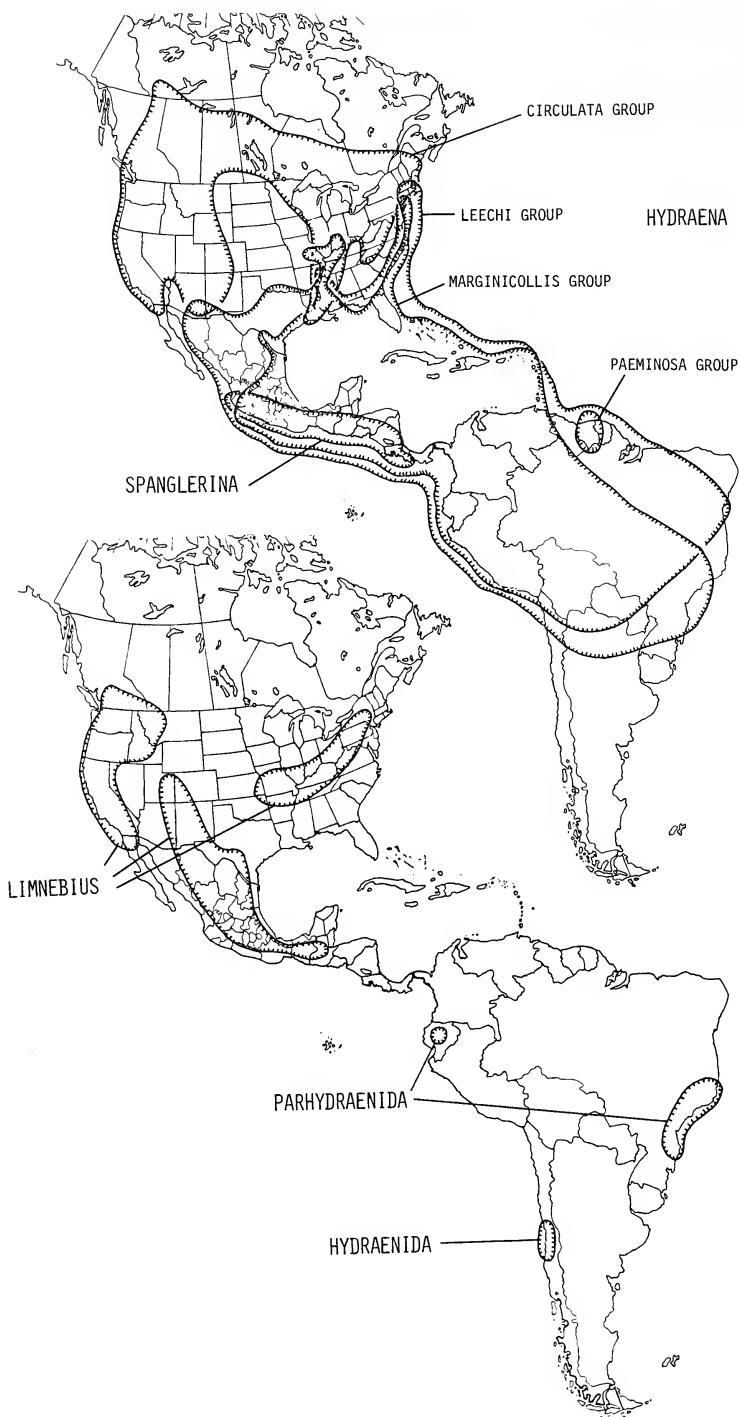 CIRCULATA GROUP
LEECHI GROUP
HYDRAENA
MARGINICOLLIS GROUP
PAEMINOSA GROUP
SPANGLERINA
LIMNEBIUS
PARHYDRAENIDA
HYDRAENIDA